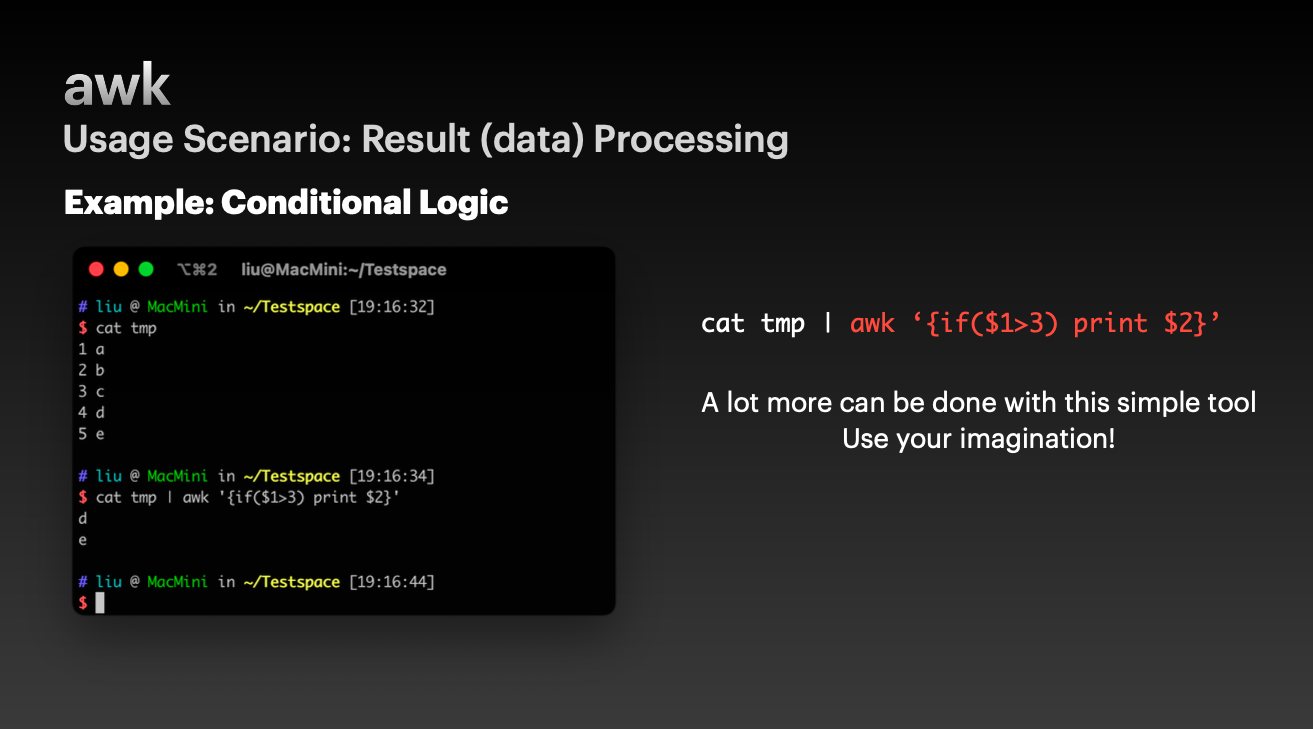 awk
Usage Scenario: Result (data) Processing
Example: Conditional Logic
⌥⌘2 liu@MacMini:~/Testspace
# liu @ MacMini in ~/Testspace [19:16:32]
$ cat tmp
1 a
2 b
3 c
4 d
5 e
# liu @ MacMini in ~/Testspace [19:16:34]
$ cat tmp | awk '{if($1>3) print $2}'
d
e
# liu @ MacMini in ~/Testspace [19:16:44]
$
cat tmp | awk ‘{if($1>3) print $2}’
A lot more can be done with this simple tool
Use your imagination!